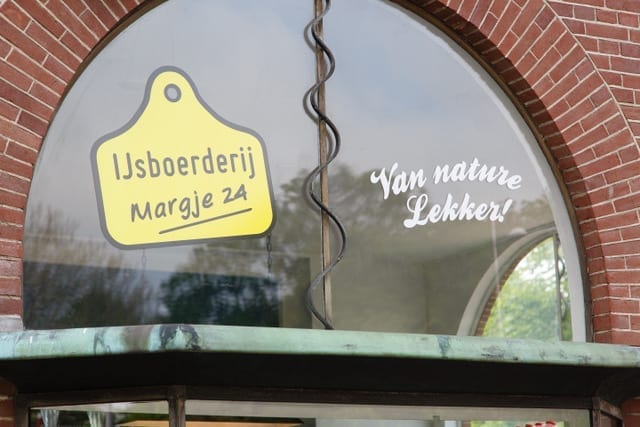 IJsboerderij
Margje 24
Van nature
Lekker!